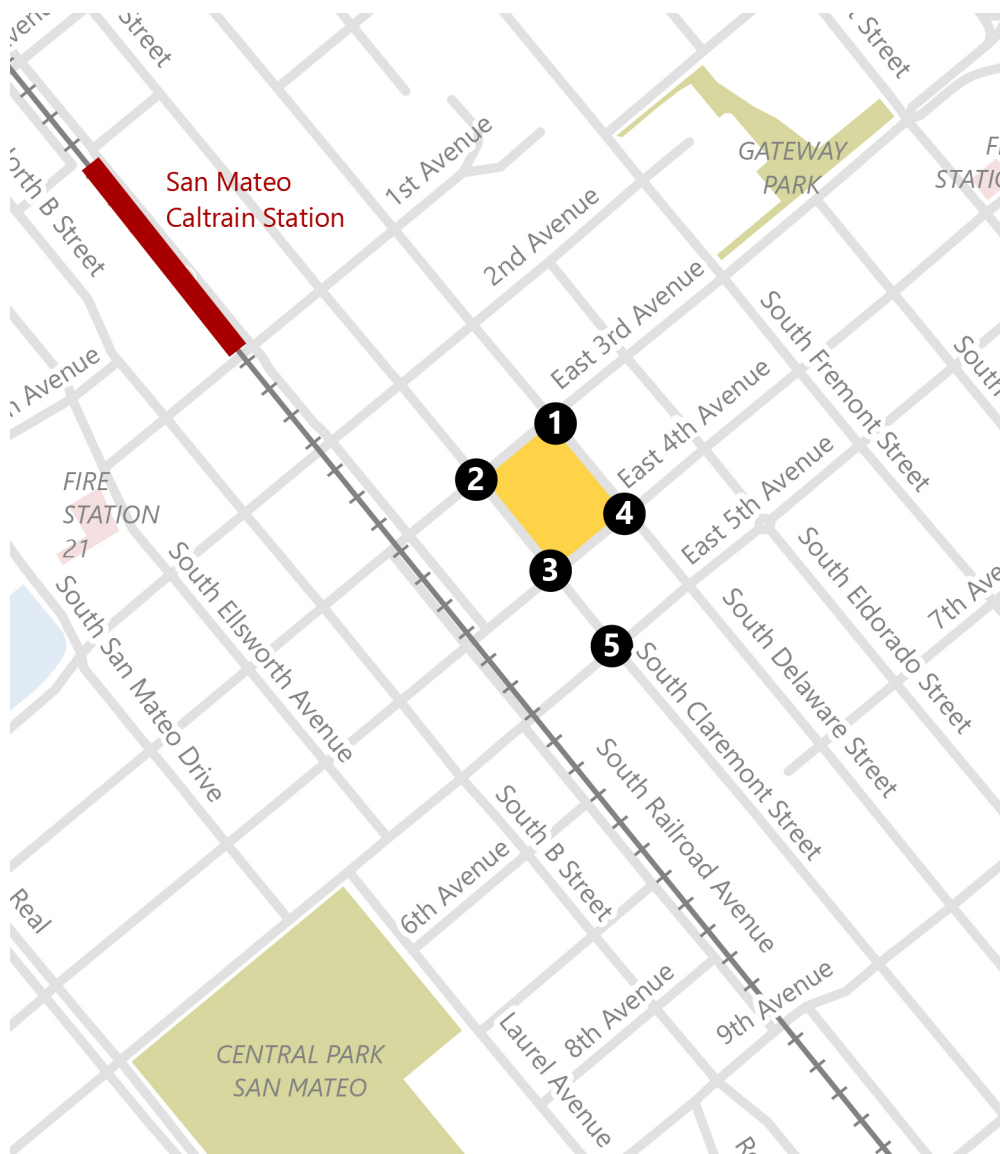 Street
Street
San Mateo
Caltrain Station
1st Avenue
GATEWAY
PARK
North B Street
2nd Avenue
East 3rd Avenue
South Fremont Street
Avenue
East 4th Avenue
1
2
4
3
5
FIRE
STATION
21
East 5th Avenue
South Ellsworth Avenue
South San Mateo Drive
South Eldorado Street
7th Ave
South Delaware Street
South Claremont Street
South Railroad Avenue
South B Street
6th Avenue
Real
8th Avenue
9th Avenue
Laurel Avenue
CENTRAL PARK
SAN MATEO